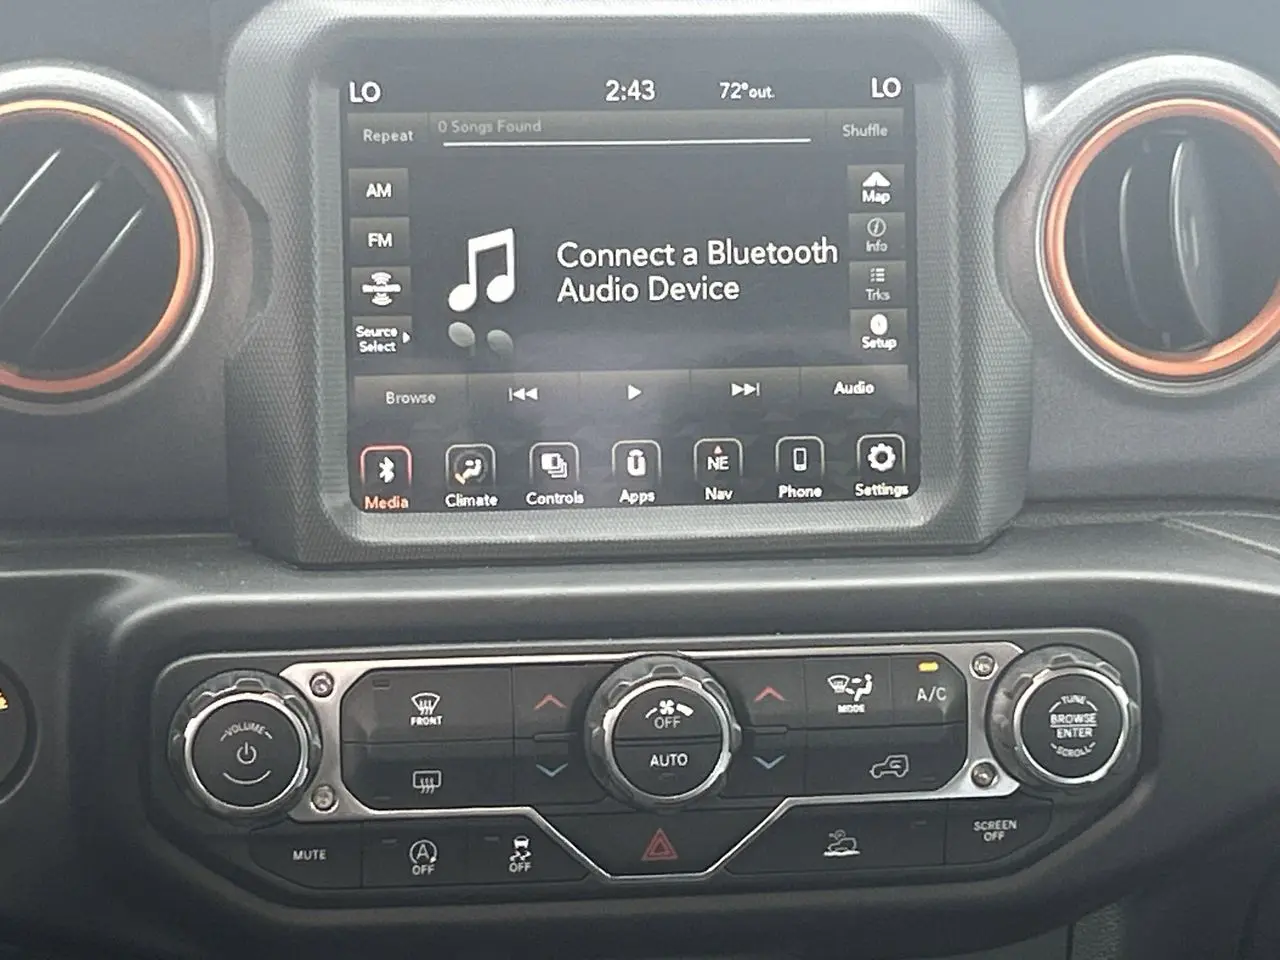 LO
2:43
72°out.
LO
Repeat
0 Songs Found
Shuffle
AM
FM
Source
Select
Connect a Bluetooth
Audio Device
Map
Info
Trks
Setup
Browse
Audio
Media
Climate
Controls
Apps
NE
Nav
Phone
Settings
VOLUME
FRONT
OFF
AUTO
MODE
A/C
TUNE
BROWSE
ENTER
SCROLL
MUTE
A
OFF
OFF
SCREEN
OFF